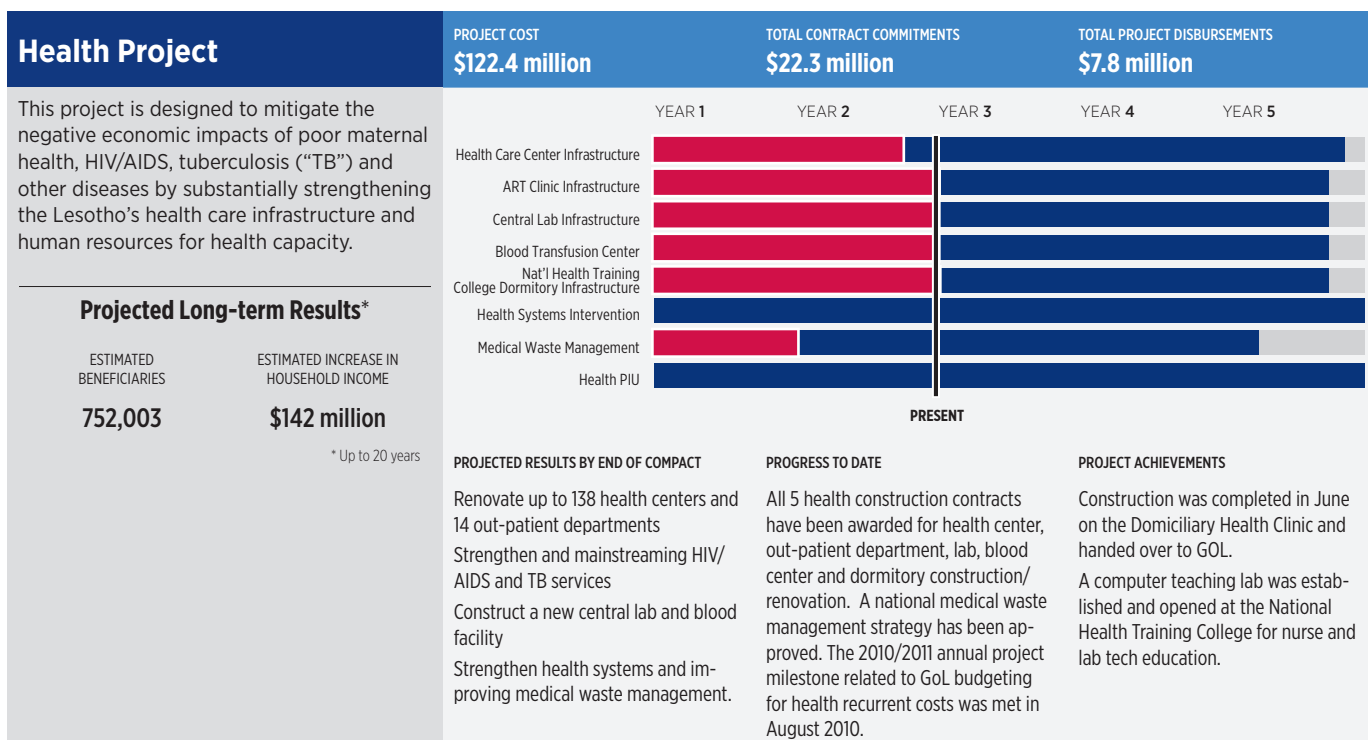 Health Project
PROJECT COST
$122.4 million
TOTAL CONTRACT COMMITMENTS
$22.3 million
TOTAL PROJECT DISBURSEMENTS
$7.8 million
This project is designed to mitigate the
negative economic impacts of poor maternal
health, HIV/AIDS, tuberculosis (“TB”) and
other diseases by substantially strengthening
the Lesotho’s health care infrastructure and
human resources for health capacity.
Projected Long-term Results*
ESTIMATED
BENEFICIARIES
752,003
ESTIMATED INCREASE IN
HOUSEHOLD INCOME
$142 million
* Up to 20 years
YEAR 1
YEAR 2
YEAR 3
YEAR 4
YEAR 5
Health Care Center Infrastructure
ART Clinic Infrastructure
Central Lab Infrastructure
Blood Transfusion Center
Nat’l Health Training
College Dormitory Infrastructure
Health Systems Intervention
Medical Waste Management
Health PIU
PRESENT
PROJECTED RESULTS BY END OF COMPACT
Renovate up to 138 health centers and
14 out-patient departments
Strengthen and mainstreaming HIV/
AIDS and TB services
Construct a new central lab and blood
facility
Strengthen health systems and im-
proving medical waste management.
PROGRESS TO DATE
All 5 health construction contracts
have been awarded for health center,
out-patient department, lab, blood
center and dormitory construction/
renovation. A national medical waste
management strategy has been ap-
proved. The 2010/2011 annual project
milestone related to GoL budgeting
for health recurrent costs was met in
August 2010.
PROJECT ACHIEVEMENTS
Construction was completed in June
on the Domiciliary Health Clinic and
handed over to GOL.
A computer teaching lab was estab-
lished and opened at the National
Health Training College for nurse and
lab tech education.